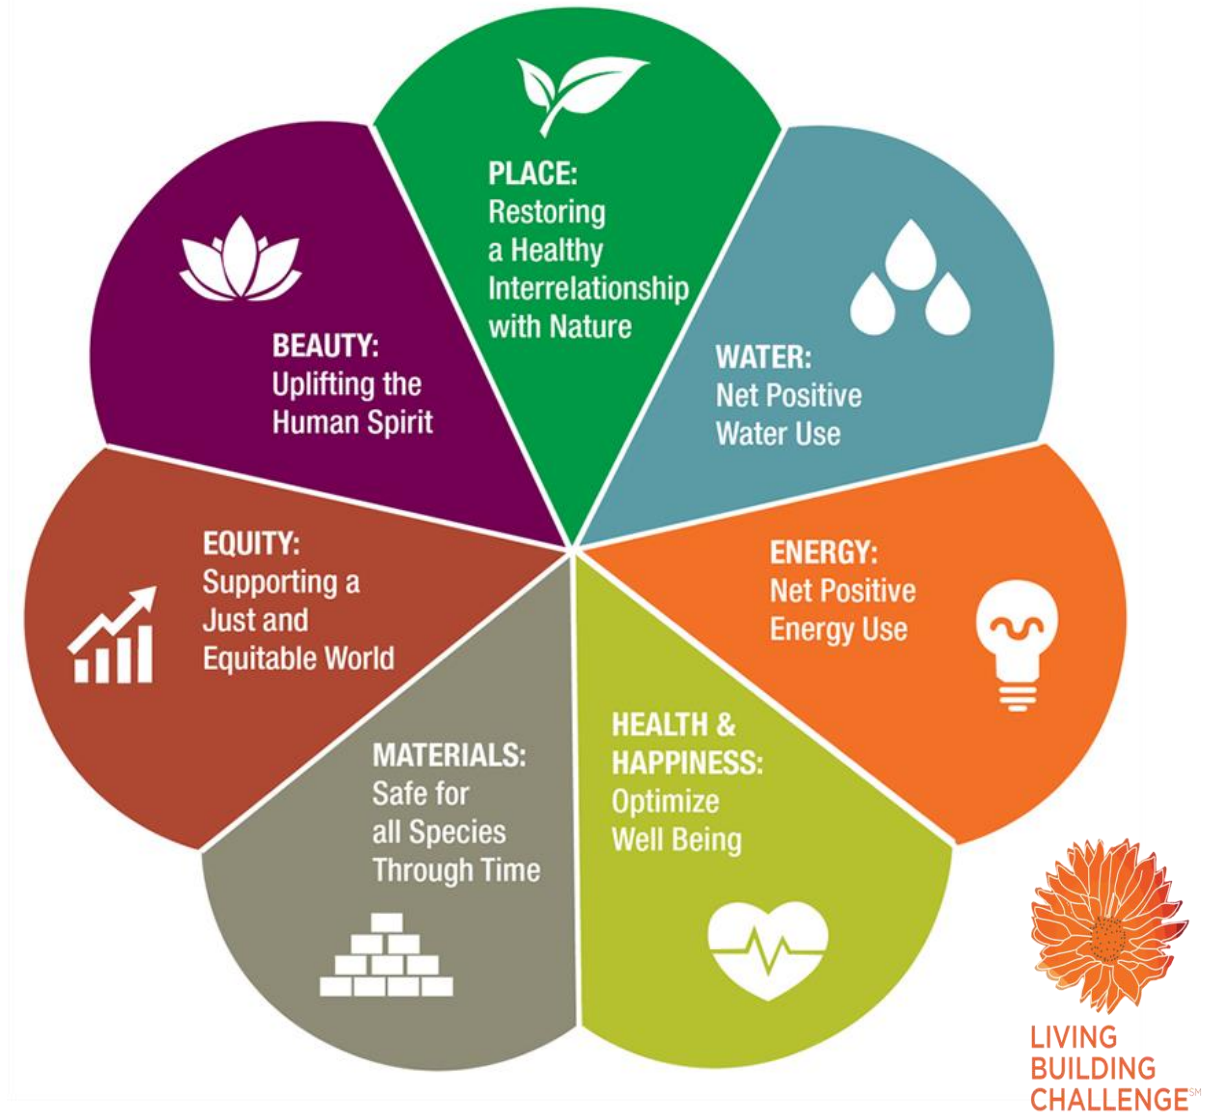 PLACE:
Restoring
a Healthy
Interrelationship
with Nature
WATER:
Net Positive
Water Use
ENERGY:
Net Positive
Energy Use
HEALTH &
HAPPINESS:
Optimize
Well Being
MATERIALS:
Safe for
all Species
Through Time
EQUITY:
Supporting a
Just and
Equitable World
BEAUTY:
Uplifting the
Human Spirit
LIVING
BUILDING
CHALLENGE℠